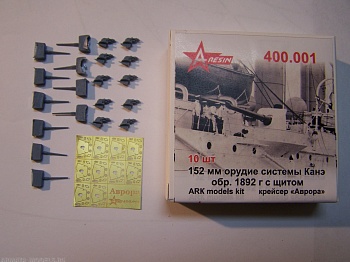 ARESIN
400.001
10 шт
152 мм орудие системы Канэ
обр. 1892 г с щитом
ARK models kit крейсер «Аврора»
Аврора